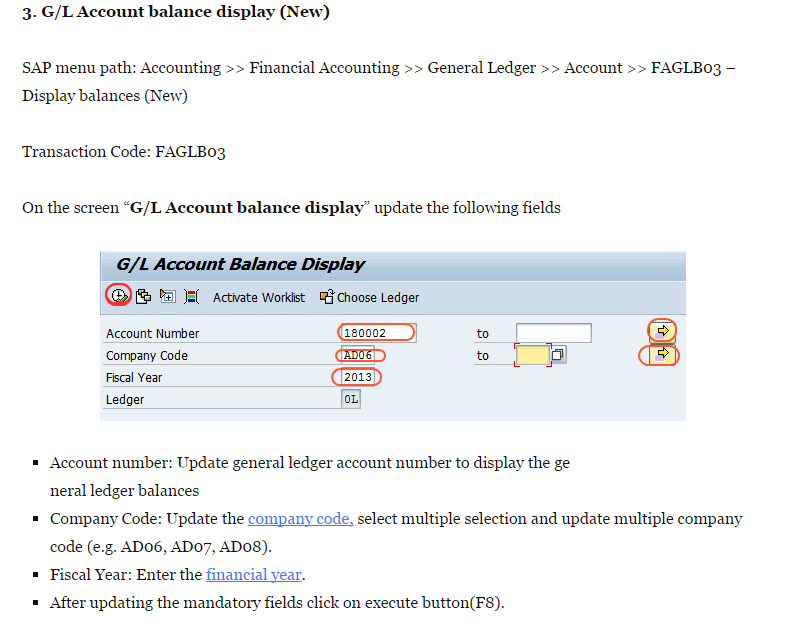 3. G/L Account balance display (New)
SAP menu path: Accounting >> Financial Accounting >> General Ledger >> Account >> FAGLB03 –
Display balances (New)
Transaction Code: FAGLB03
On the screen “G/L Account balance display” update the following fields
G/L Account Balance Display
Activate Worklist Choose Ledger
Account Number 180002 to
Company Code AD06 to
Fiscal Year 2013
Ledger 0L
▪ Account number: Update general ledger account number to display the ge
neral ledger balances
▪ Company Code: Update the company code, select multiple selection and update multiple company
code (e.g. AD06, AD07, AD08).
▪ Fiscal Year: Enter the financial year.
▪ After updating the mandatory fields click on execute button(F8).